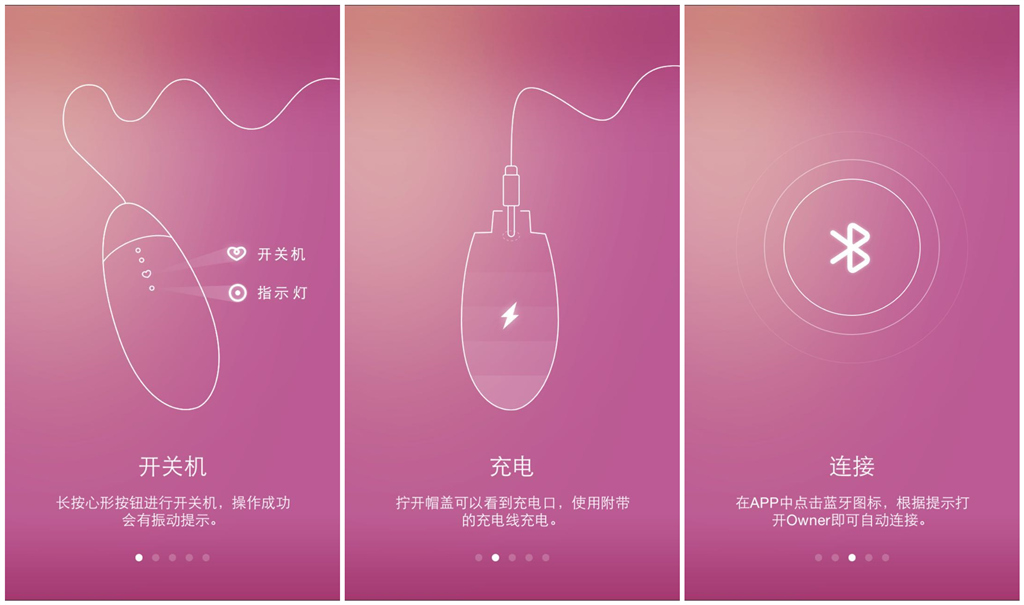 开关机
指示灯
开关机
长按心形按钮进行开关机，操作成功
会有振动提示。
充电
拧开帽盖可以看到充电口，使用附带
的充电线充电。
连接
在APP中点击蓝牙图标，根据提示打
开Owner即可自动连接。